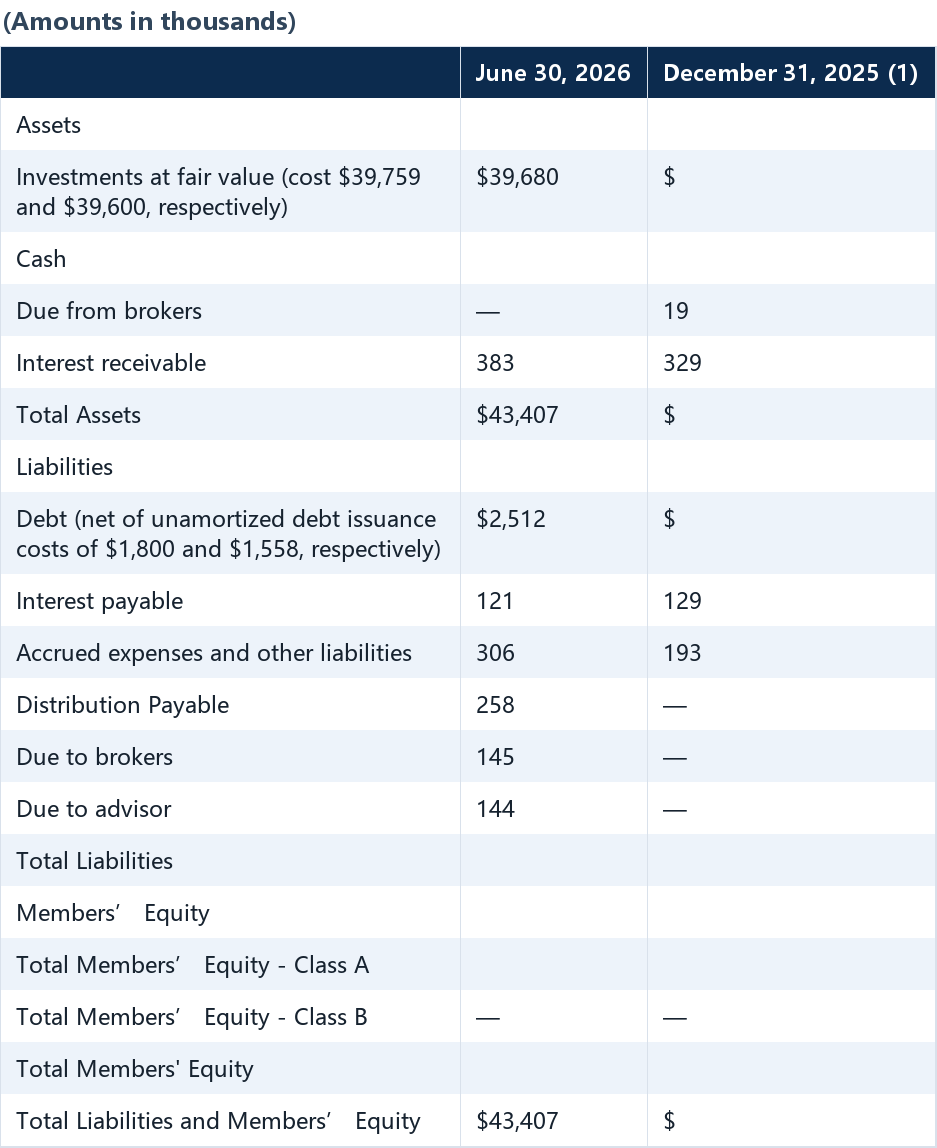 (Amounts in thousands)
June 30, 2026 December 31, 2025 (1)
Assets
Investments at fair value (cost $39,759 and $39,600, respectively) $39,680 $
Cash
Due from brokers — 19
Interest receivable 383 329
Total Assets $43,407 $
Liabilities
Debt (net of unamortized debt issuance costs of $1,800 and $1,558, respectively) $2,512 $
Interest payable 121 129
Accrued expenses and other liabilities 306 193
Distribution Payable 258 —
Due to brokers 145 —
Due to advisor 144 —
Total Liabilities
Members’ Equity
Total Members’ Equity - Class A
Total Members’ Equity - Class B — —
Total Members' Equity
Total Liabilities and Members’ Equity $43,407 $